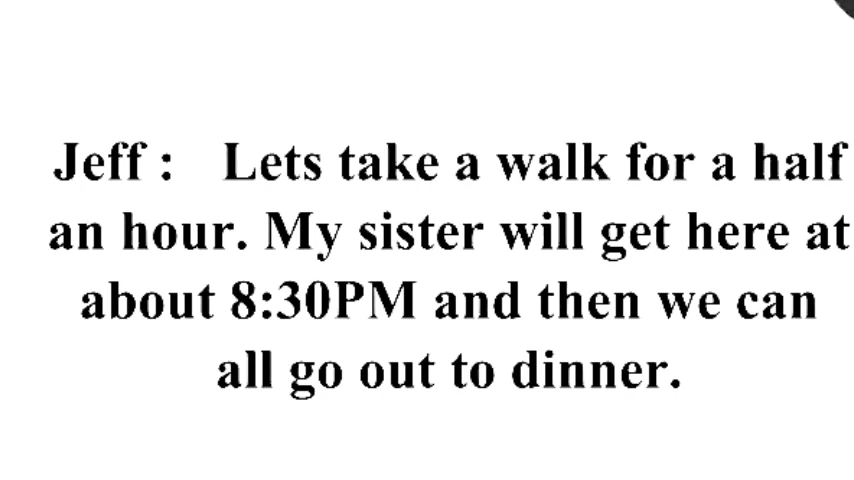 Jeff :   Lets take a walk for a half
an hour. My sister will get here at
about 8:30PM and then we can
all go out to dinner.